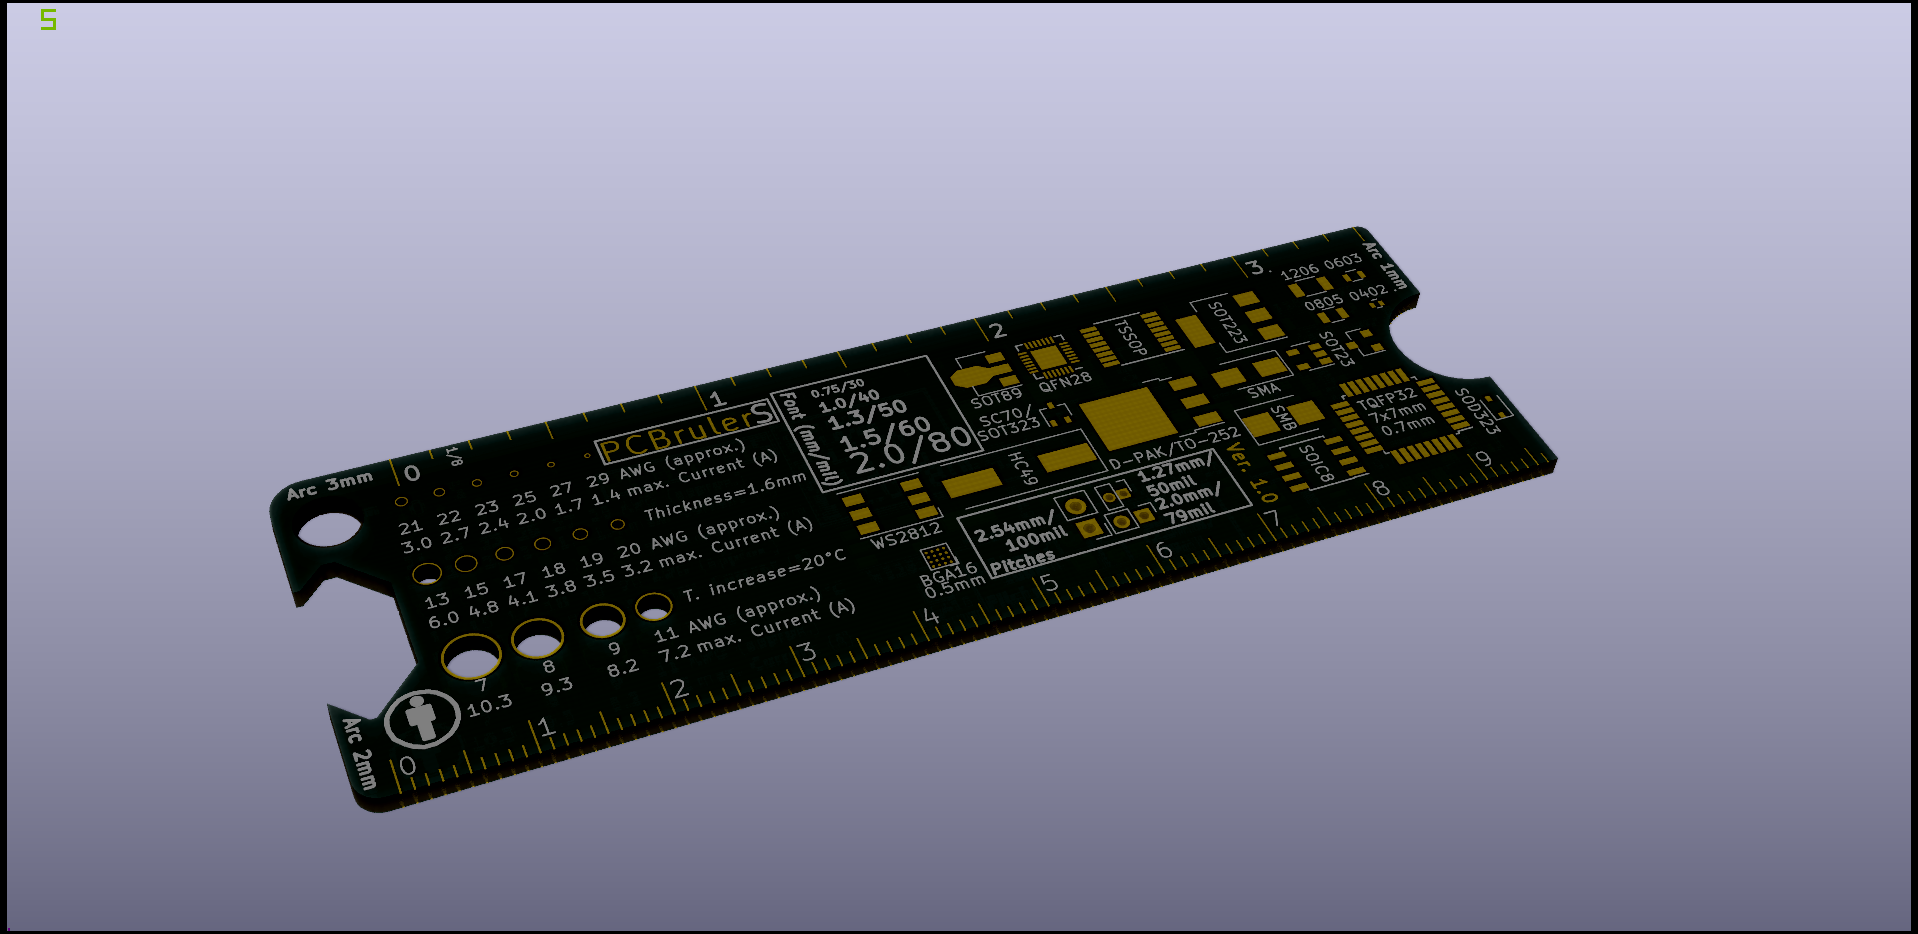 5
Arc 3mm
0
1/8
1
2
3
Arc 1mm
PCBrulerS
21 22 23 25 27 29 AWG (approx.)
3.0 2.7 2.4 2.0 1.7 1.4 max. Current (A)
Thickness=1.6mm
13 15 17 18 19 20 AWG (approx.)
6.0 4.8 4.1 3.8 3.5 3.2 max. Current (A)
T. increase=20°C
7 8 9 11 AWG (approx.)
10.3 9.3 8.2 7.2 max. Current (A)
Font (mm/mil)
0.75/30
1.0/40
1.3/50
1.5/60
2.0/80
SOT89
QFN28
TSSOP
SOT223
1206 0603
0805 0402
SOT23
SC70/
SOT323
D-PAK/TO-252
SMA
SMB
TQFP32
7x7mm
0.7mm
SOD323
HC49
WS2812
SOIC8
Ver. 1.0
BGA16
0.5mm
2.54mm/
100mil
1.27mm/
50mil
2.0mm/
79mil
Pitches
Arc 2mm
0
1
2
3
4
5
6
7
8
9